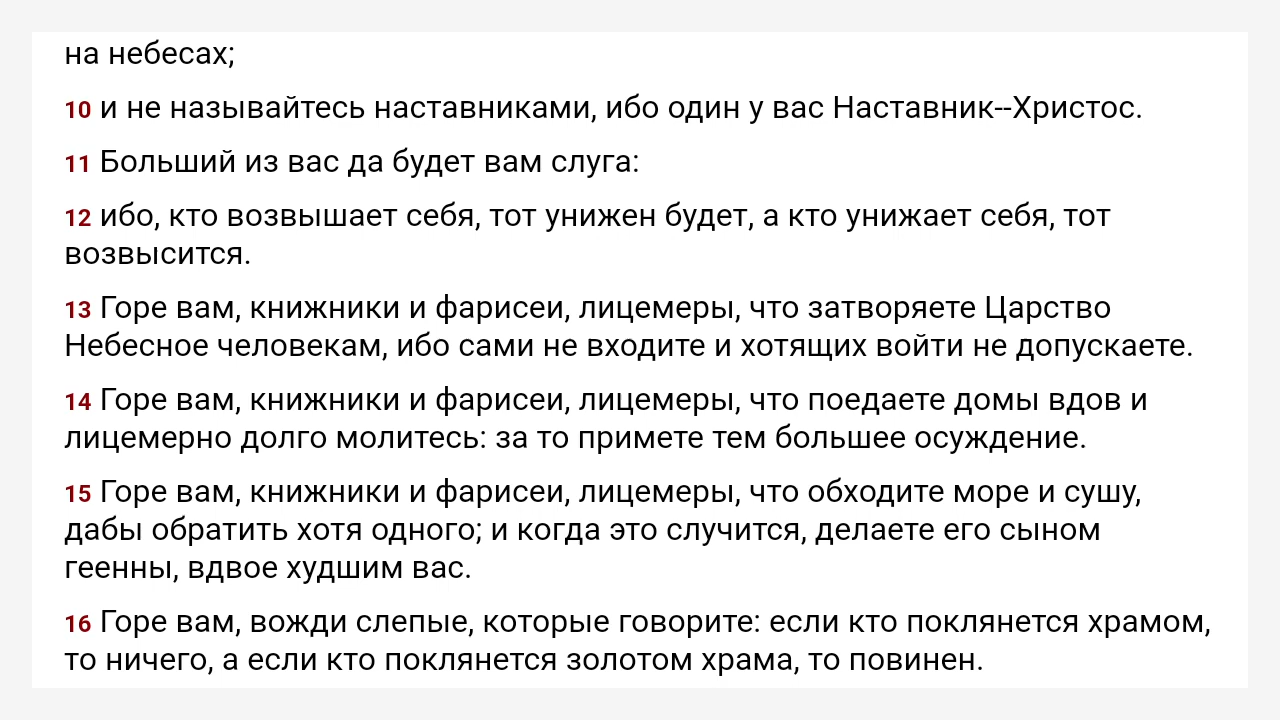 на небесах;
10 и не называйтесь наставниками, ибо один у вас Наставник--Христос.
11 Больший из вас да будет вам слуга:
12 ибо, кто возвышает себя, тот унижен будет, а кто унижает себя, тот
возвысится.
13 Горе вам, книжники и фарисеи, лицемеры, что затворяете Царство
Небесное человекам, ибо сами не входите и хотящих войти не допускаете.
14 Горе вам, книжники и фарисеи, лицемеры, что поедаете домы вдов и
лицемерно долго молитесь: за то примете тем большее осуждение.
15 Горе вам, книжники и фарисеи, лицемеры, что обходите море и сушу,
дабы обратить хотя одного; и когда это случится, делаете его сыном
геенны, вдвое худшим вас.
16 Горе вам, вожди слепые, которые говорите: если кто поклянется храмом,
то ничего, а если кто поклянется золотом храма, то повинен.